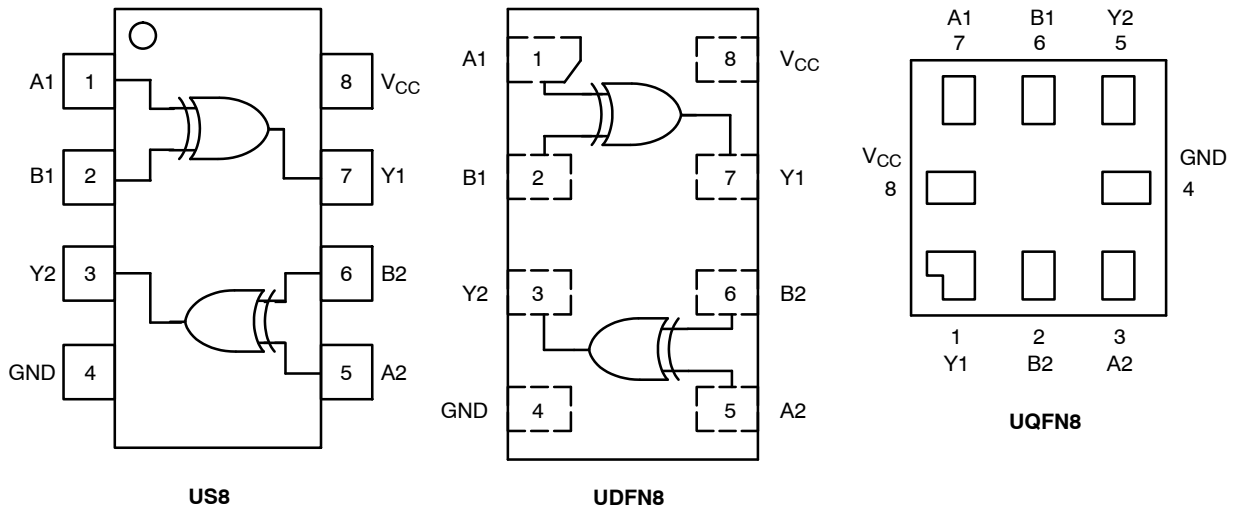 A1 1
B1 2
Y2 3
GND 4
8 VCC
7 Y1
6 B2
5 A2
US8
A1 1
B1 2
Y2 3
GND 4
8 VCC
7 Y1
6 B2
5 A2
UDFN8
A1 B1 Y2
7 6 5
VCC
8
GND
4
1 2 3
Y1 B2 A2
UQFN8